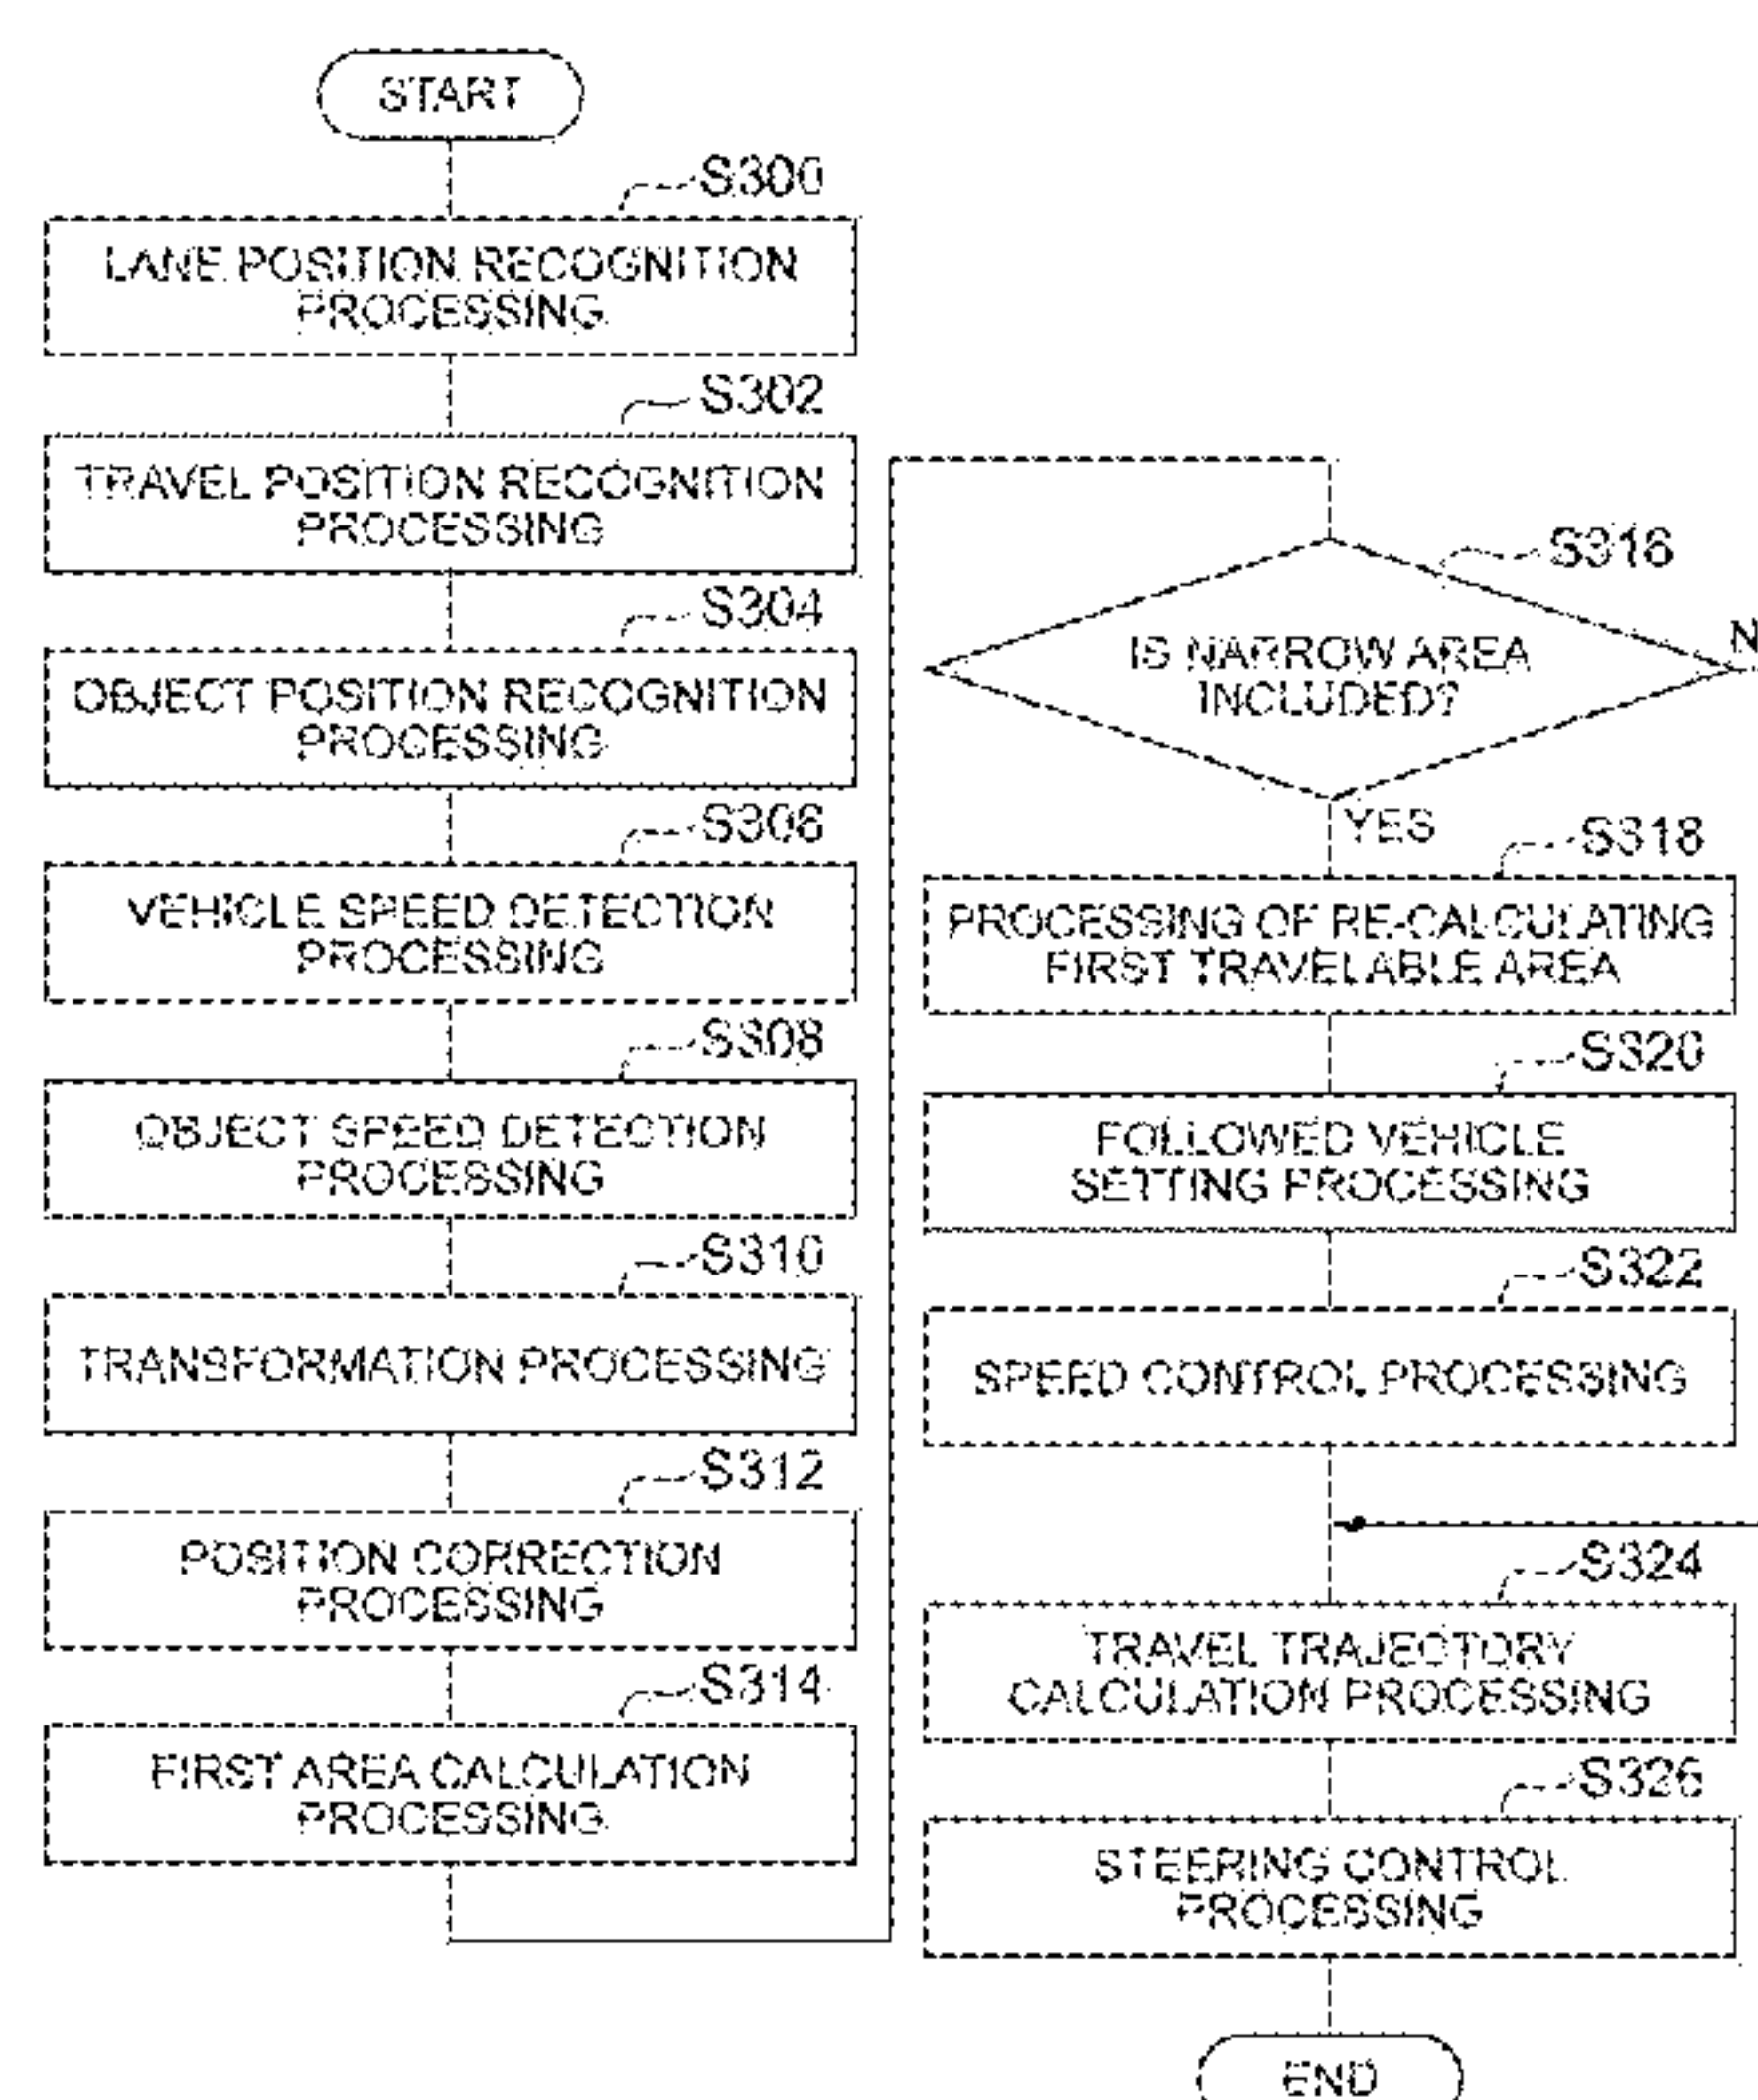 START
S300
LANE POSITION RECOGNITION
PROCESSING
S302
TRAVEL POSITION RECOGNITION
PROCESSING
S304
OBJECT POSITION RECOGNITION
PROCESSING
S306
VEHICLE SPEED DETECTION
PROCESSING
S308
OBJECT SPEED DETECTION
PROCESSING
S310
TRANSFORMATION PROCESSING
S312
POSITION CORRECTION
PROCESSING
S314
FIRST AREA CALCULATION
PROCESSING
S316
IS NARROW AREA
INCLUDED?
N
YES
S318
PROCESSING OF RE-CALCULATING
FIRST TRAVELABLE AREA
S320
FOLLOWED VEHICLE
SETTING PROCESSING
S322
SPEED CONTROL PROCESSING
S324
TRAVEL TRAJECTORY
CALCULATION PROCESSING
S326
STEERING CONTROL
PROCESSING
END